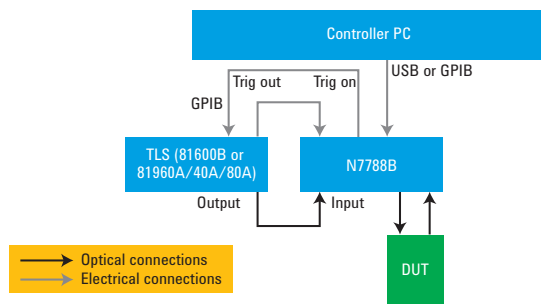 Controller PC
USB or GPIB
Trig out
Trig on
GPIB
TLS (81600B or
81960A/40A/80A)
N7788B
Output
Input
Optical connections
Electrical connections
DUT